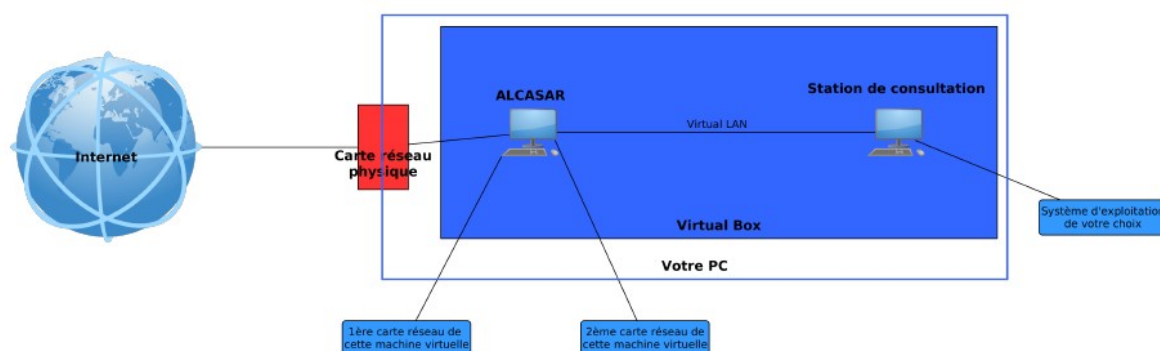 ALCASAR
Station de consultation
Virtual LAN
Internet
Carte réseau
physique
Système d'exploitation
de votre choix
Virtual Box
Votre PC
1ère carte réseau de
cette machine virtuelle
2ème carte réseau de
cette machine virtuelle